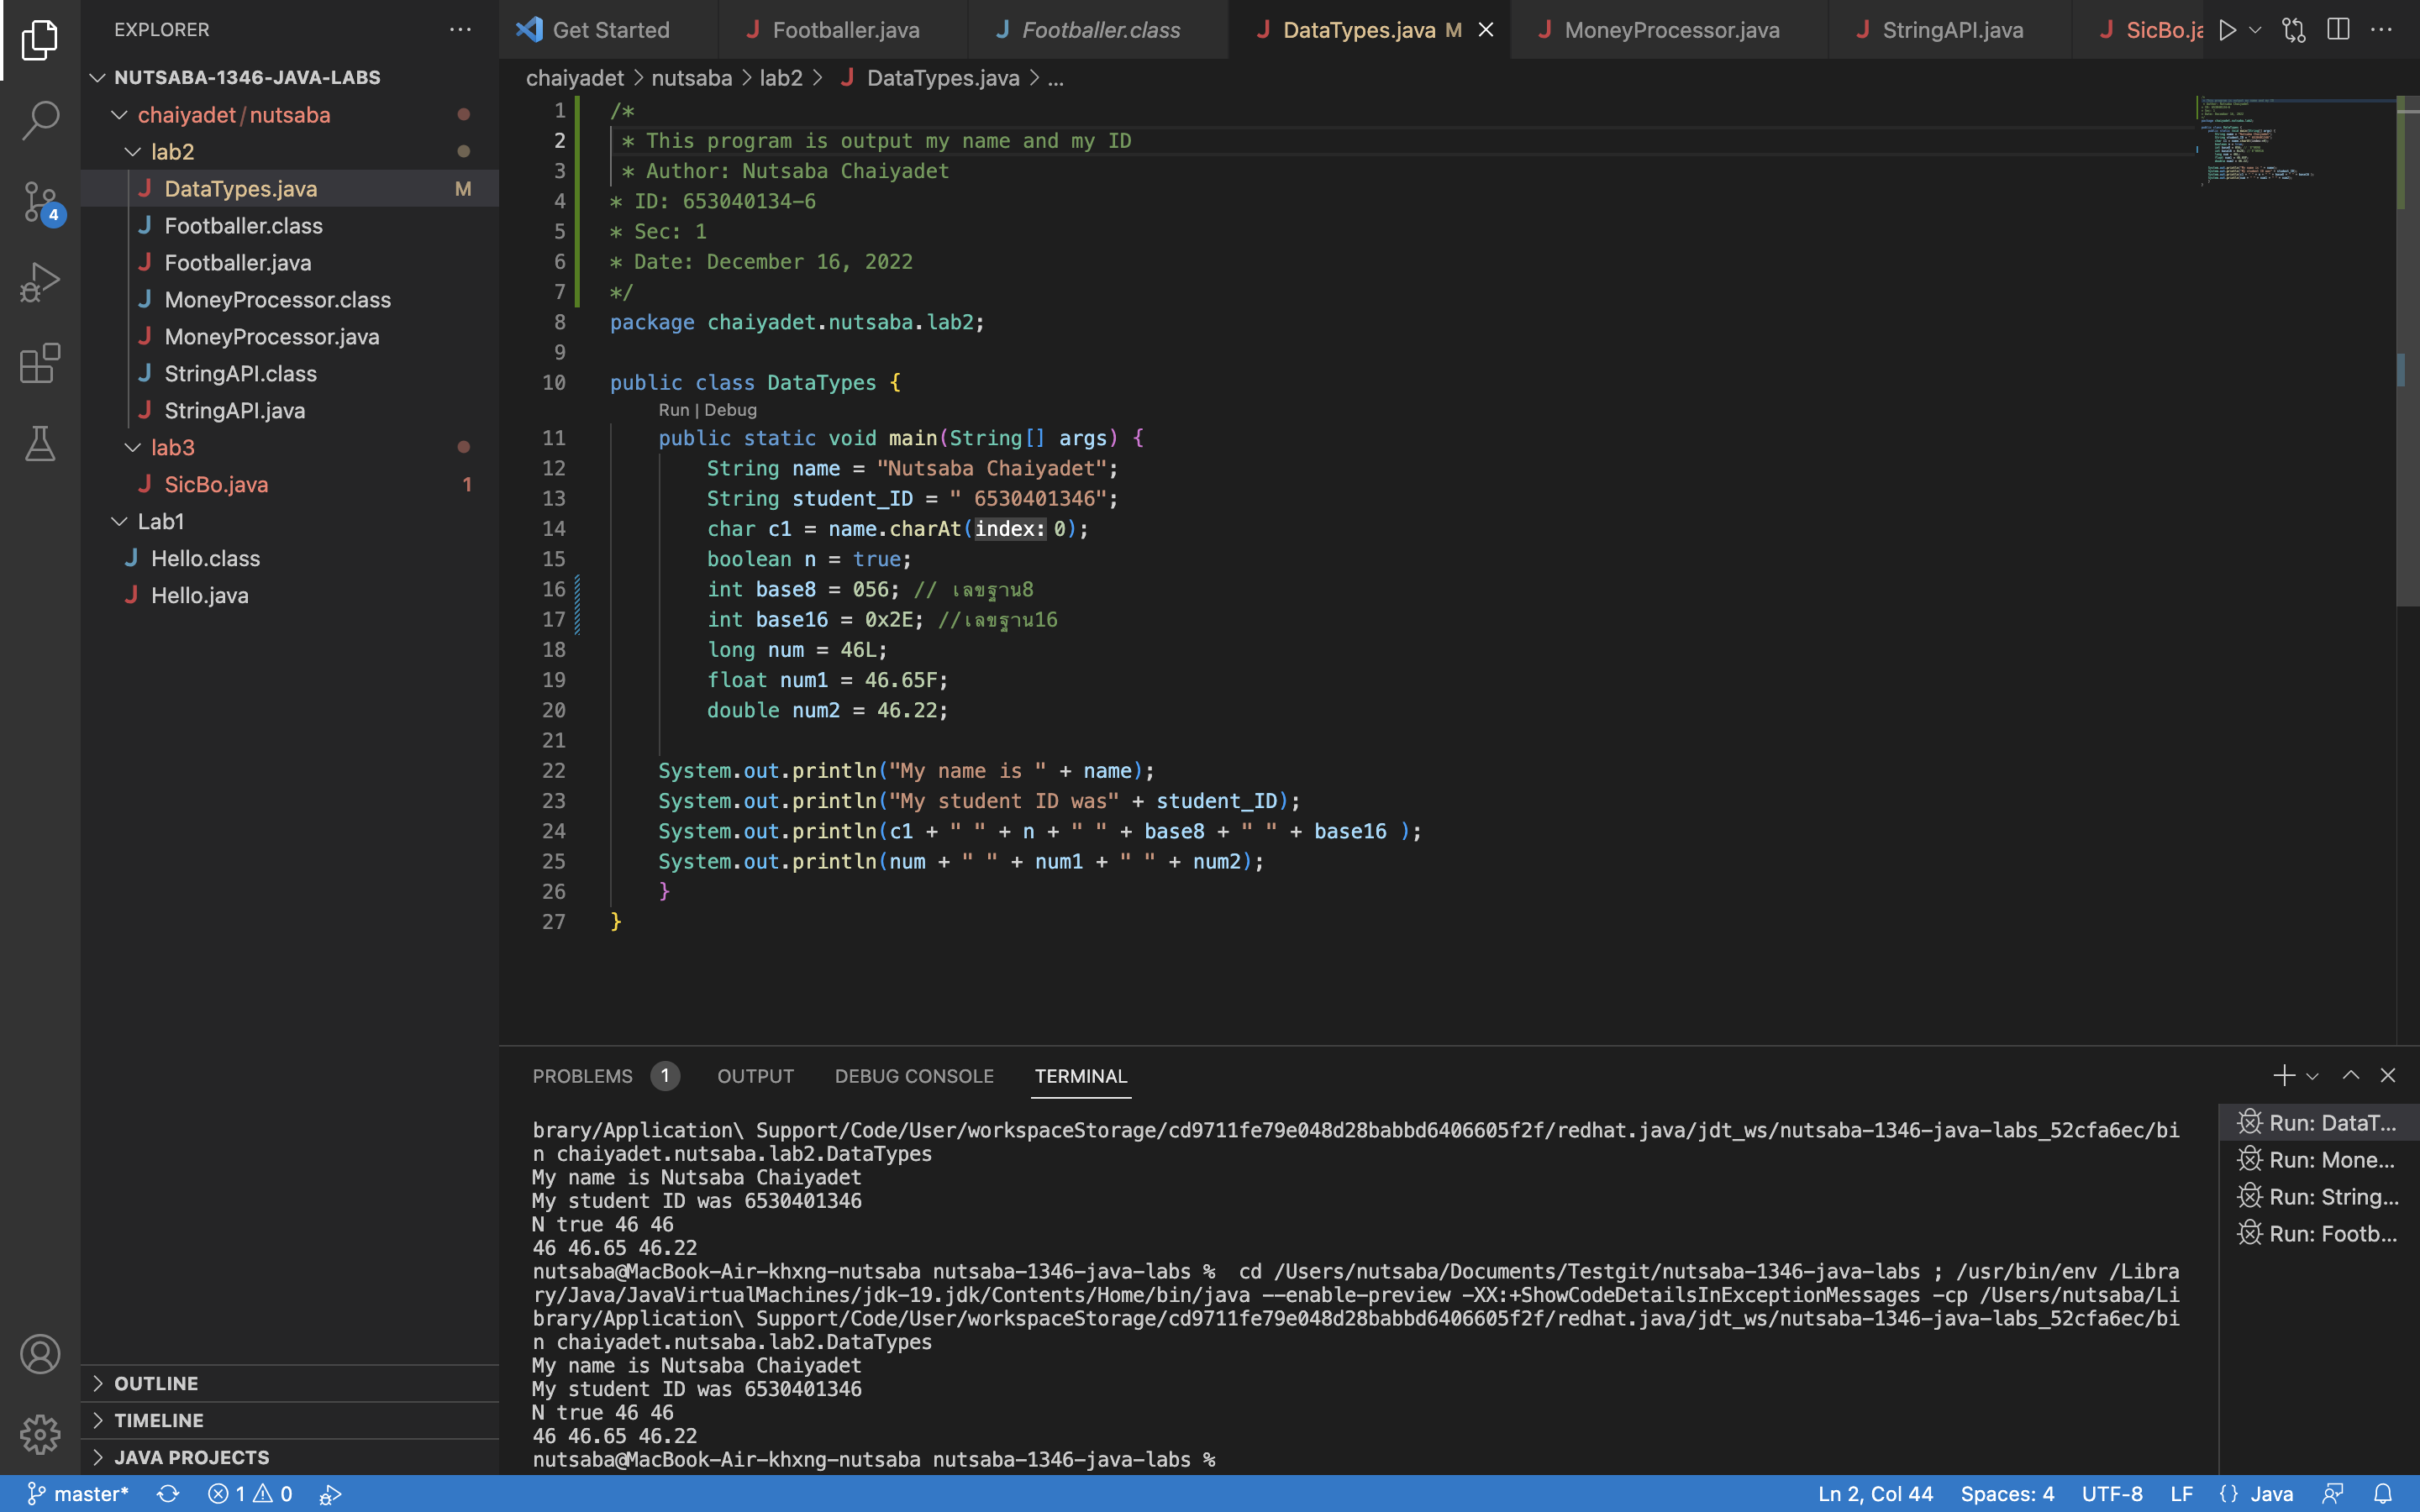 EXPLORER
NUTSABA-1346-JAVA-LABS
chaiyadet/nutsaba
lab2
DataTypes.java M
Footballer.class
Footballer.java
MoneyProcessor.class
MoneyProcessor.java
StringAPI.class
StringAPI.java
lab3
SicBo.java 1
Lab1
Hello.class
Hello.java
OUTLINE
TIMELINE
JAVA PROJECTS
4
Get Started Footballer.java Footballer.class DataTypes.java M MoneyProcessor.java StringAPI.java SicBo.ja
chaiyadet > nutsaba > lab2 > DataTypes.java > ...
1 /*
2 * This program is output my name and my ID
3 * Author: Nutsaba Chaiyadet
4 * ID: 653040134-6
5 * Sec: 1
6 * Date: December 16, 2022
7 */
8 package chaiyadet.nutsaba.lab2;
9
10 public class DataTypes {
Run | Debug
11 public static void main(String[] args) {
12 String name = "Nutsaba Chaiyadet";
13 String student_ID = " 6530401346";
14 char c1 = name.charAt(index: 0);
15 boolean n = true;
16 int base8 = 056; // เลขฐาน8
17 int base16 = 0x2E; //เลขฐาน16
18 long num = 46L;
19 float num1 = 46.65F;
20 double num2 = 46.22;
21
22 System.out.println("My name is " + name);
23 System.out.println("My student ID was" + student_ID);
24 System.out.println(c1 + " " + n + " " + base8 + " " + base16 );
25 System.out.println(num + " " + num1 + " " + num2);
26 }
27 }
PROBLEMS 1 OUTPUT DEBUG CONSOLE TERMINAL
brary/Application\ Support/Code/User/workspaceStorage/cd9711fe79e048d28babbd6406605f2f/redhat.java/jdt_ws/nutsaba-1346-java-labs_52cfa6ec/bi
n chaiyadet.nutsaba.lab2.DataTypes
My name is Nutsaba Chaiyadet
My student ID was 6530401346
N true 46 46
46 46.65 46.22
nutsaba@MacBook-Air-khxng-nutsaba nutsaba-1346-java-labs %  cd /Users/nutsaba/Documents/Testgit/nutsaba-1346-java-labs ; /usr/bin/env /Libra
ry/Java/JavaVirtualMachines/jdk-19.jdk/Contents/Home/bin/java --enable-preview -XX:+ShowCodeDetailsInExceptionMessages -cp /Users/nutsaba/Li
brary/Application\ Support/Code/User/workspaceStorage/cd9711fe79e048d28babbd6406605f2f/redhat.java/jdt_ws/nutsaba-1346-java-labs_52cfa6ec/bi
n chaiyadet.nutsaba.lab2.DataTypes
My name is Nutsaba Chaiyadet
My student ID was 6530401346
N true 46 46
46 46.65 46.22
nutsaba@MacBook-Air-khxng-nutsaba nutsaba-1346-java-labs %
Run: DataT...
Run: Mone...
Run: String...
Run: Footb...
master* 1 0 Ln 2, Col 44 Spaces: 4 UTF-8 LF {} Java